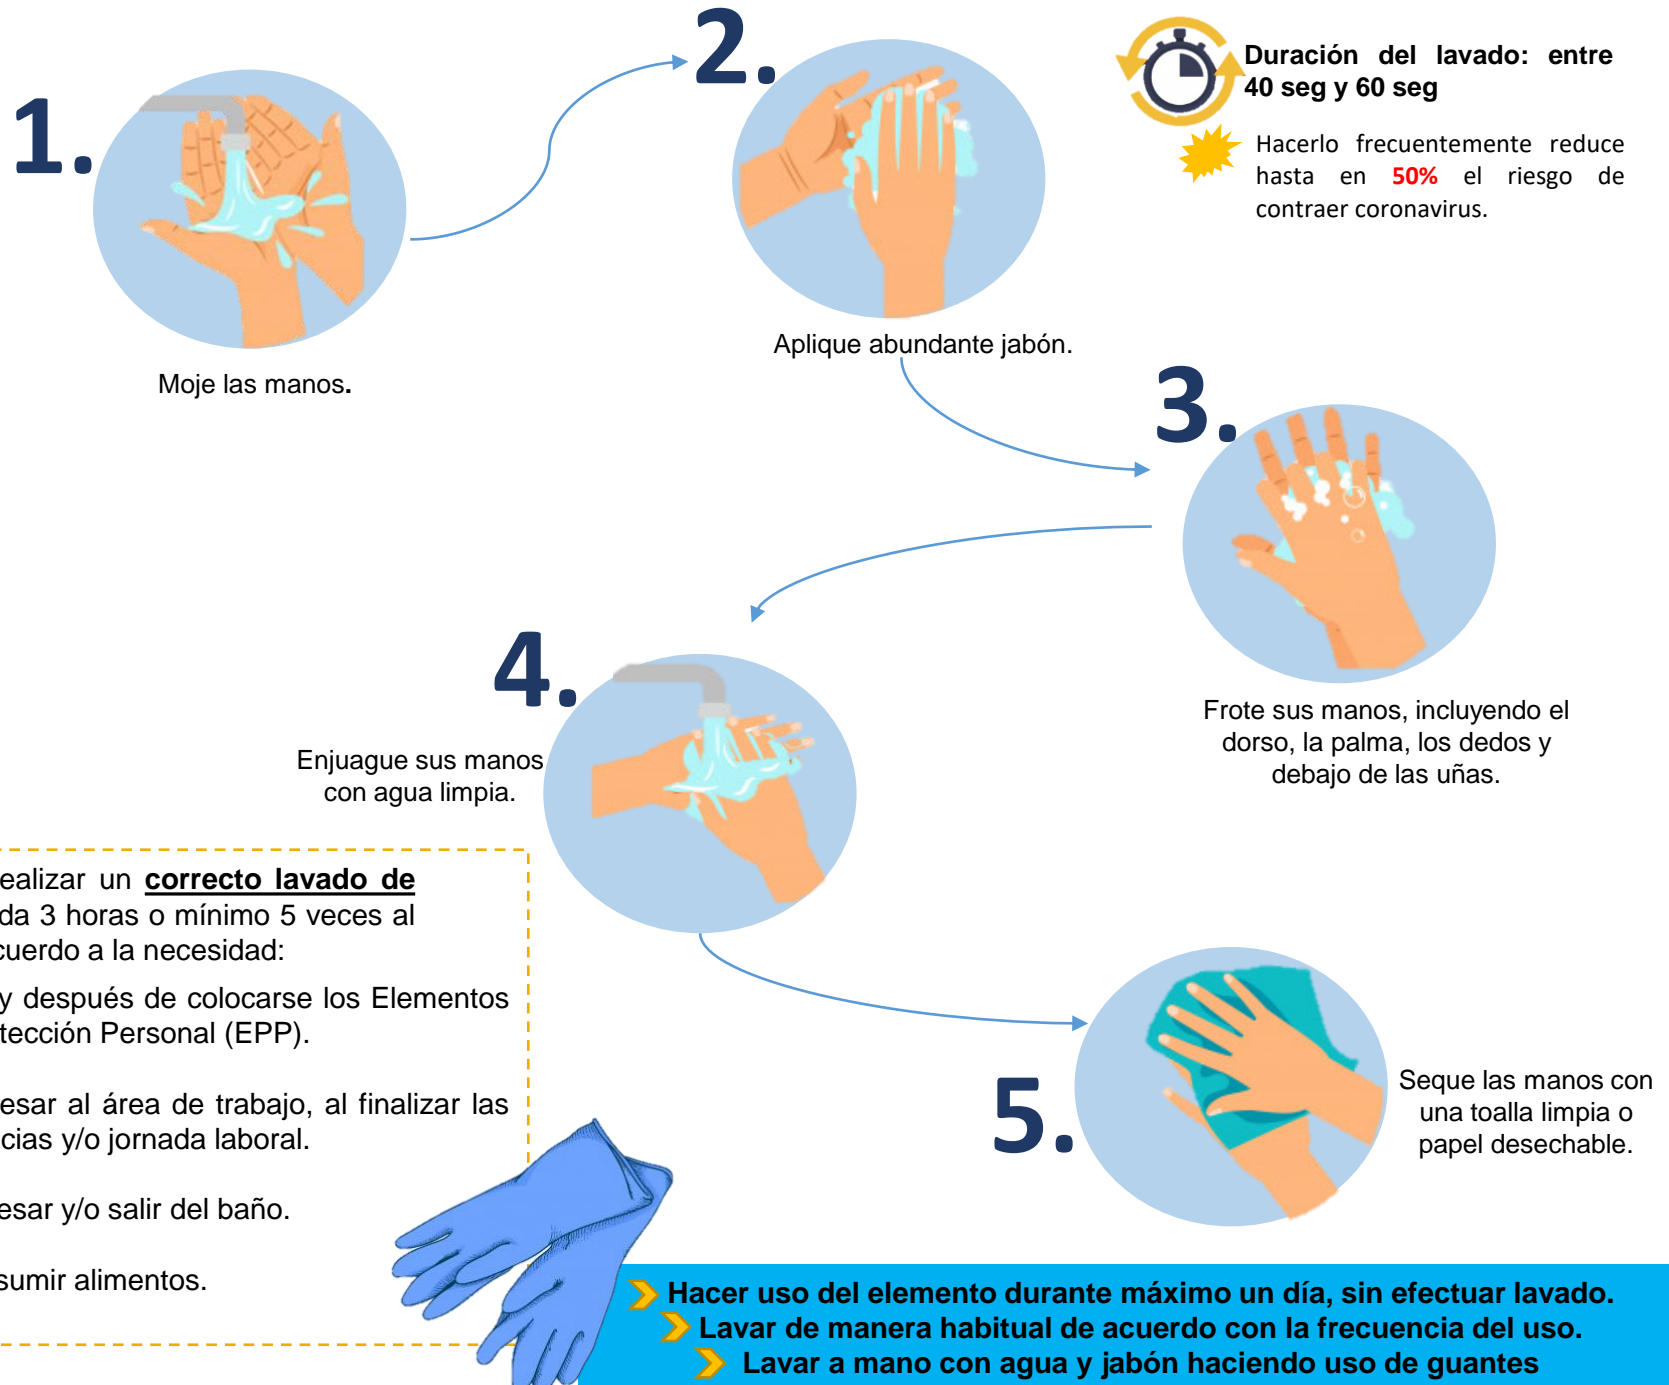 1.
Moje las manos.
2.
Aplique abundante jabón.
Duración del lavado: entre
40 seg y 60 seg
Hacerlo frecuentemente reduce
hasta en 50% el riesgo de
contraer coronavirus.
3.
Frote sus manos, incluyendo el
dorso, la palma, los dedos y
debajo de las uñas.
4.
Enjuague sus manos
con agua limpia.
ealizar un correcto lavado de
da 3 horas o mínimo 5 veces al
cuerdo a la necesidad:
y después de colocarse los Elementos
tección Personal (EPP).
esar al área de trabajo, al finalizar las
cias y/o jornada laboral.
esar y/o salir del baño.
sumir alimentos.
5.
Seque las manos con
una toalla limpia o
papel desechable.
Hacer uso del elemento durante máximo un día, sin efectuar lavado.
Lavar de manera habitual de acuerdo con la frecuencia del uso.
Lavar a mano con agua y jabón haciendo uso de guantes